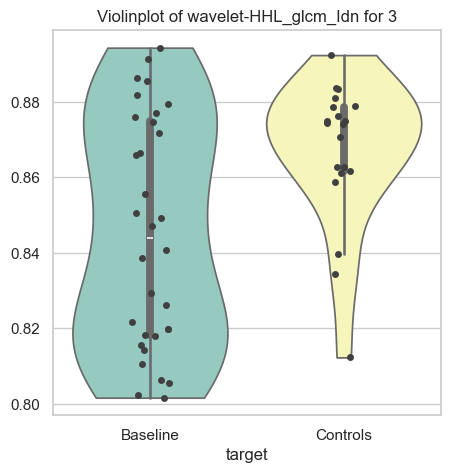 Violinplot of wavelet-HHL_glcm_Idn for 3
0.88
0.86
0.84
0.82
0.80
Baseline
Controls
target